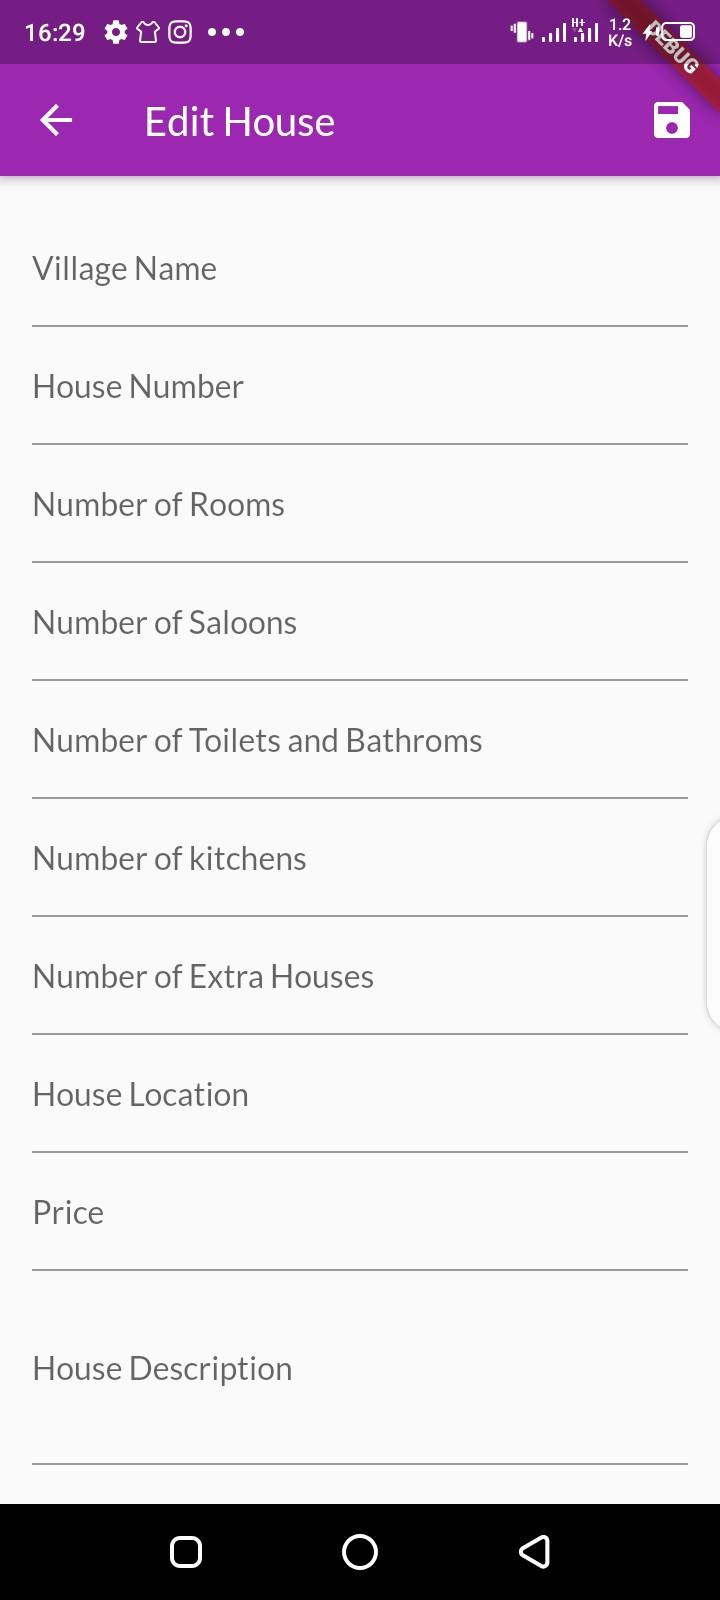 16:29
H+
1.2
K/s
DEBUG
Edit House
Village Name
House Number
Number of Rooms
Number of Saloons
Number of Toilets and Bathroms
Number of kitchens
Number of Extra Houses
House Location
Price
House Description